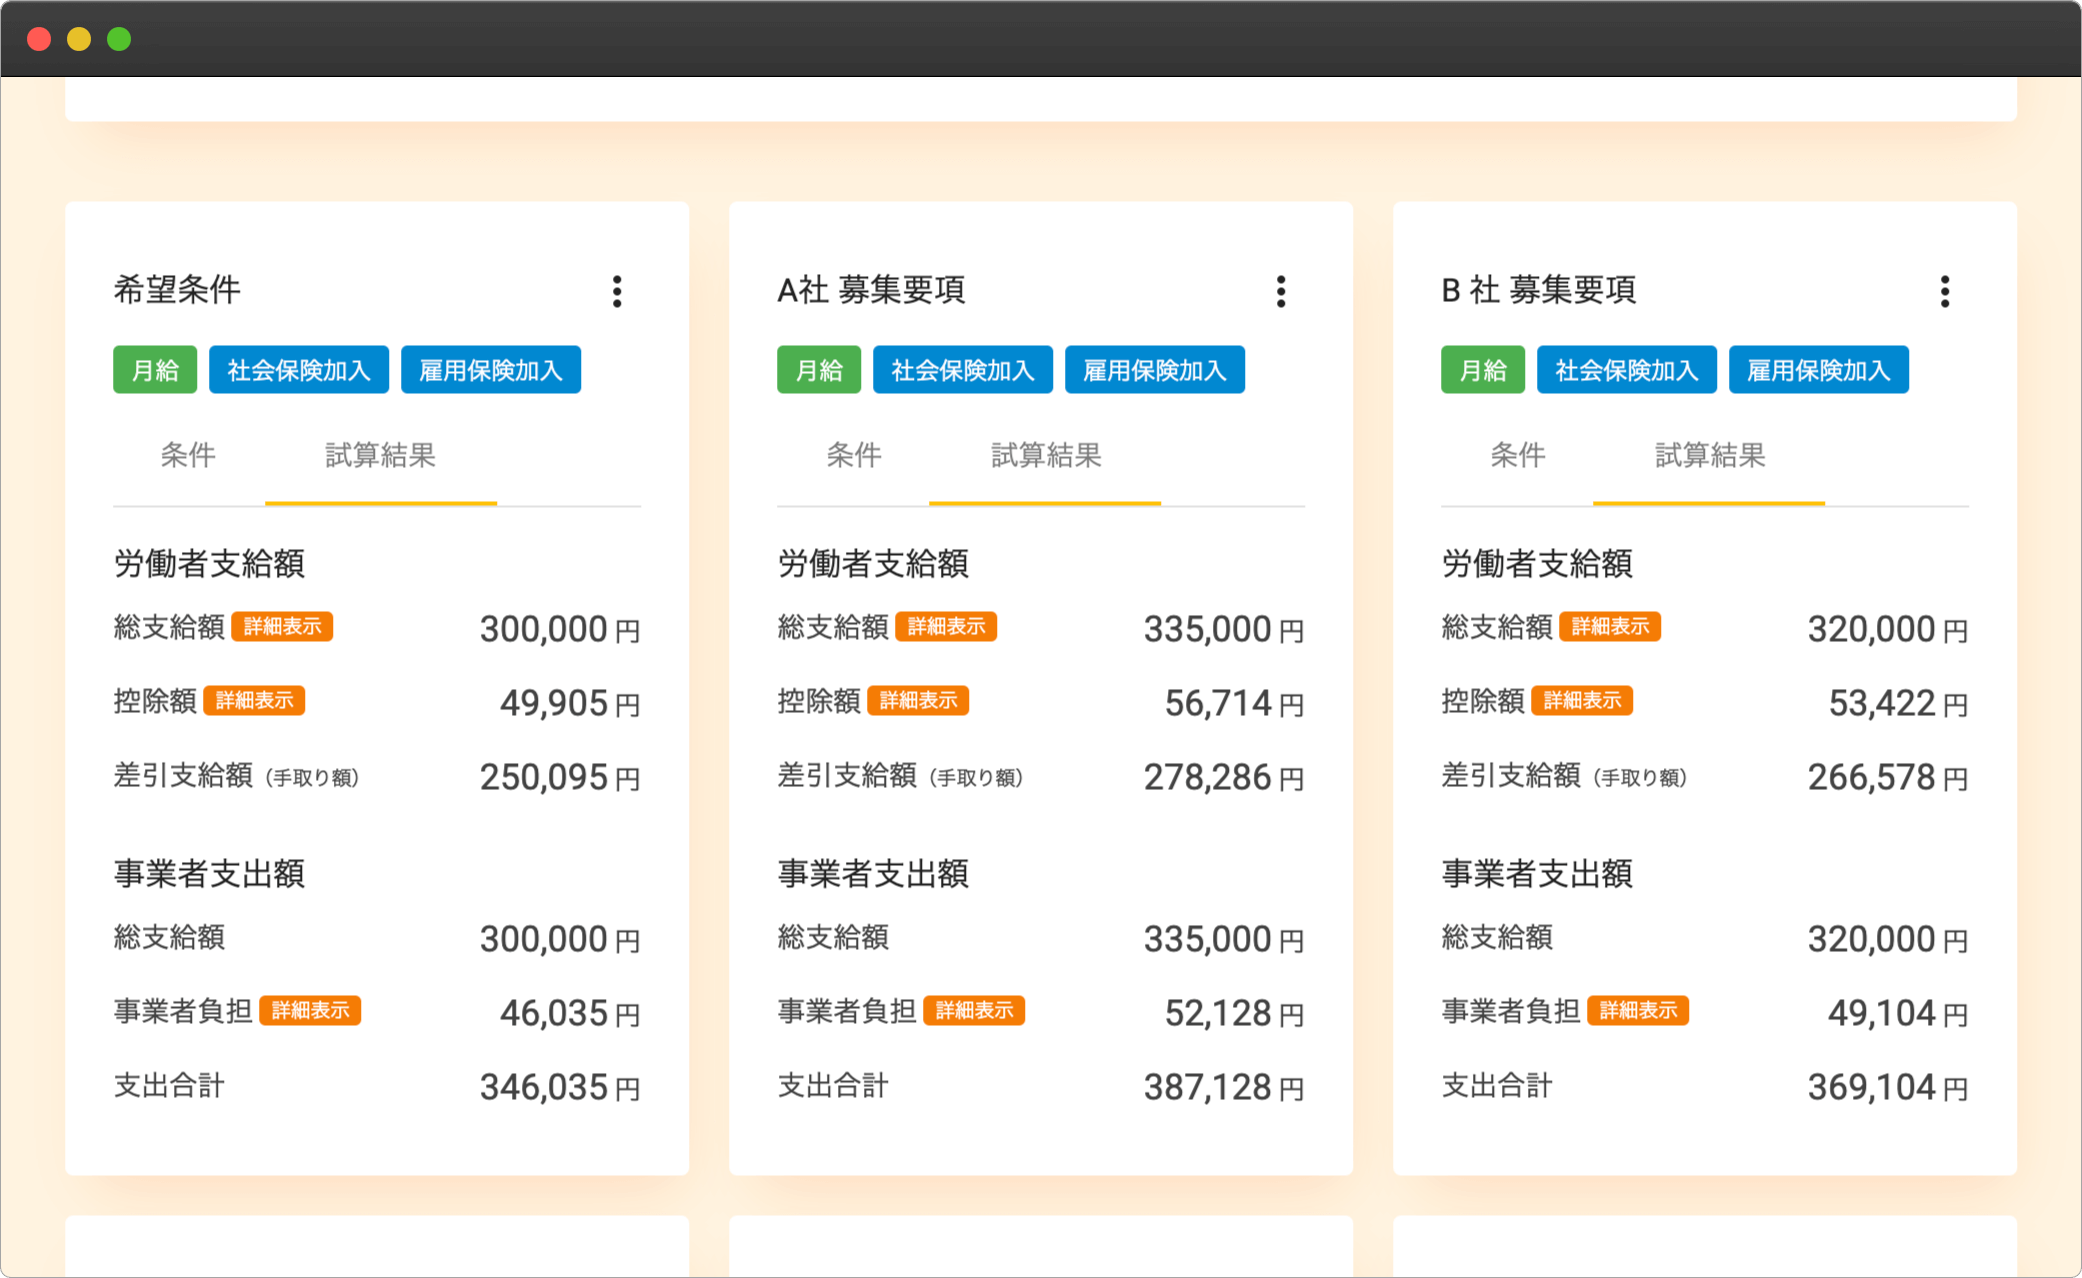 希望条件
月給 社会保険加入 雇用保険加入
条件 試算結果
労働者支給額
総支給額 詳細表示 300,000 円
控除額 詳細表示 49,905 円
差引支給額（手取り額） 250,095 円
事業者支出額
総支給額 300,000 円
事業者負担 詳細表示 46,035 円
支出合計 346,035 円
A社 募集要項
月給 社会保険加入 雇用保険加入
条件 試算結果
労働者支給額
総支給額 詳細表示 335,000 円
控除額 詳細表示 56,714 円
差引支給額（手取り額） 278,286 円
事業者支出額
総支給額 335,000 円
事業者負担 詳細表示 52,128 円
支出合計 387,128 円
B 社 募集要項
月給 社会保険加入 雇用保険加入
条件 試算結果
労働者支給額
総支給額 詳細表示 320,000 円
控除額 詳細表示 53,422 円
差引支給額（手取り額） 266,578 円
事業者支出額
総支給額 320,000 円
事業者負担 詳細表示 49,104 円
支出合計 369,104 円